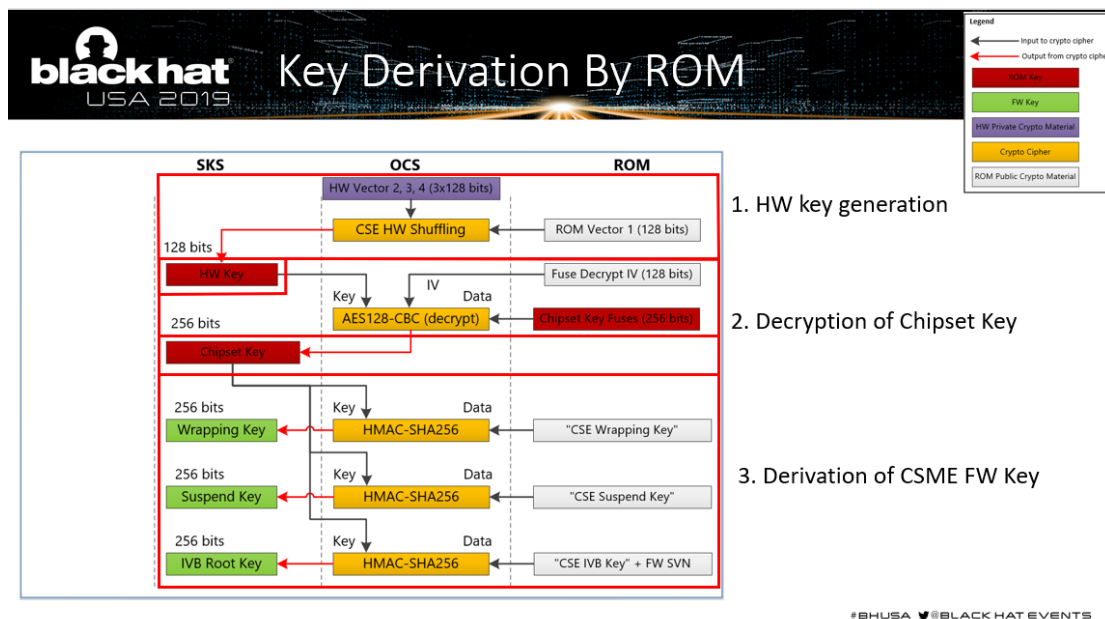 black hat
USA 2019
Key Derivation By ROM
Legend
Input to crypto cipher
Output from crypto ciphe
ROM Key
FW Key
HW Private Crypto Material
Crypto Cipher
ROM Public Crypto Material
SKS
OCS
ROM
HW Vector 2, 3, 4 (3x128 bits)
CSE HW Shuffling
ROM Vector 1 (128 bits)
1. HW key generation
128 bits
HW Key
Fuse Decrypt IV (128 bits)
IV
Key
Data
AES128-CBC (decrypt)
Chipset Key Fuses (256 bits)
2. Decryption of Chipset Key
256 bits
Chipset Key
256 bits
Key
Data
Wrapping Key
HMAC-SHA256
"CSE Wrapping Key"
256 bits
Key
Data
Suspend Key
HMAC-SHA256
"CSE Suspend Key"
3. Derivation of CSME FW Key
256 bits
Key
Data
IVB Root Key
HMAC-SHA256
"CSE IVB Key" + FW SVN
#BHUSA @BLACK HAT EVENTS